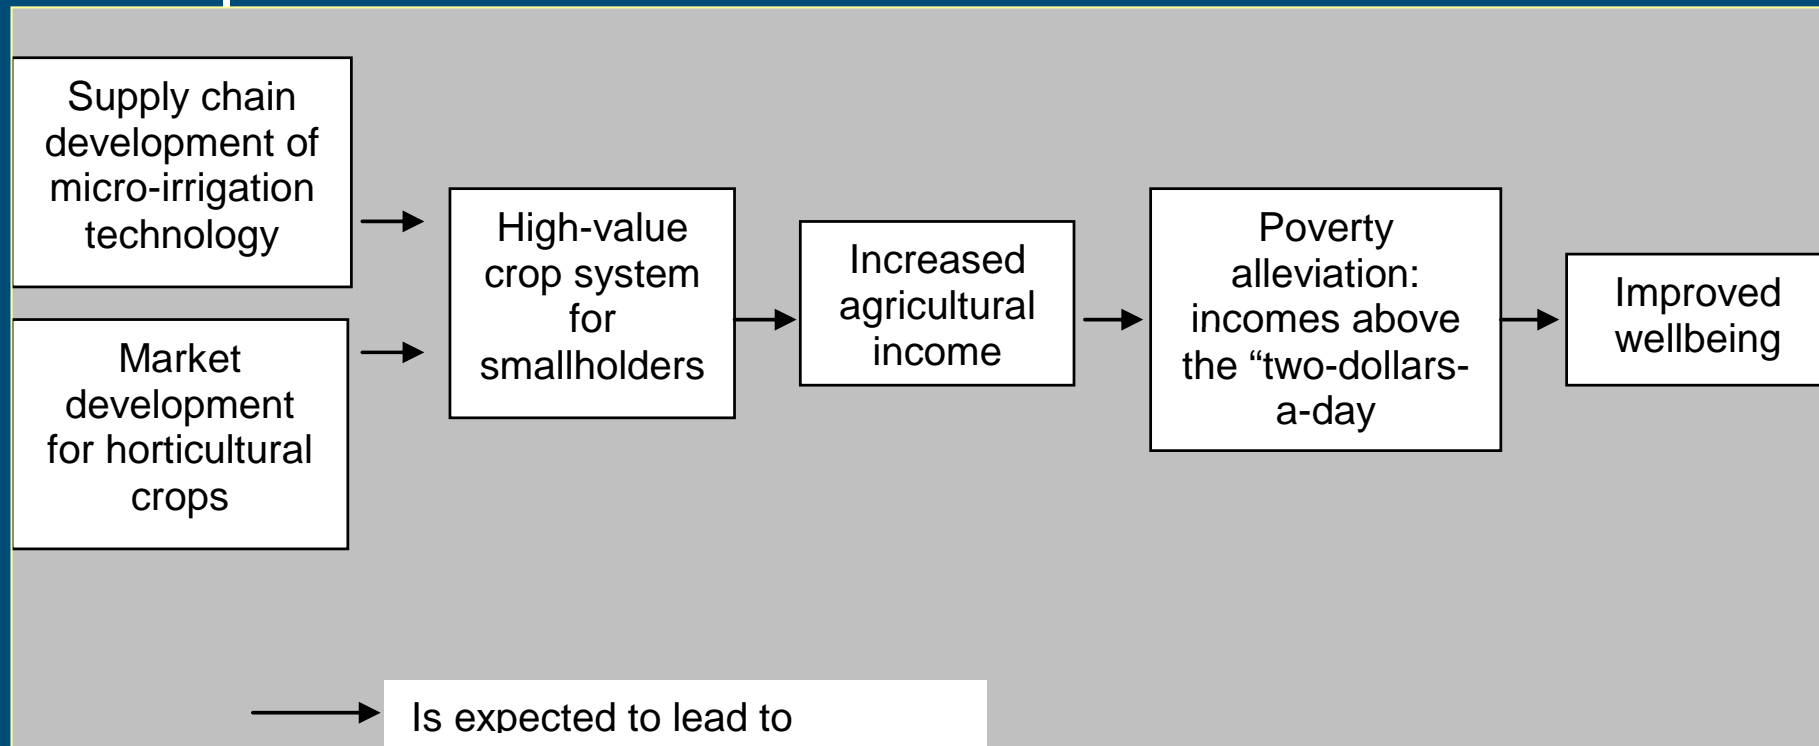 Supply chain
development of
micro-irrigation
technology
Market
development
for horticultural
crops
High-value
crop system
for
smallholders
Increased
agricultural
income
Poverty
alleviation:
incomes above
the “two-dollars-
a-day
Improved
wellbeing
Is expected to lead to